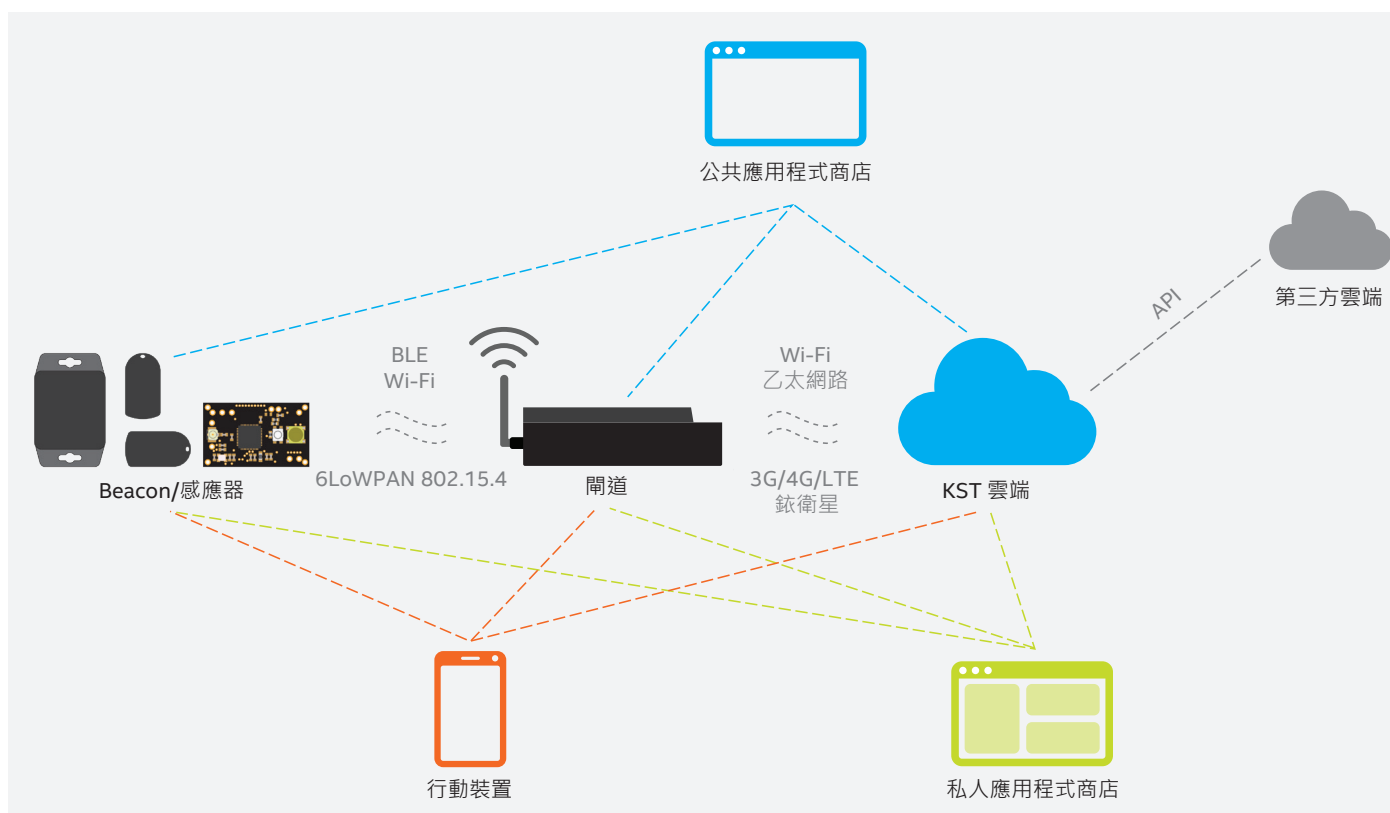 公共應用程式商店
第三方雲端
API
BLE
Wi-Fi
6LoWPAN 802.15.4
Wi-Fi
乙太網路
3G/4G/LTE
銥衛星
Beacon/感應器
閘道
KST 雲端
行動裝置
私人應用程式商店